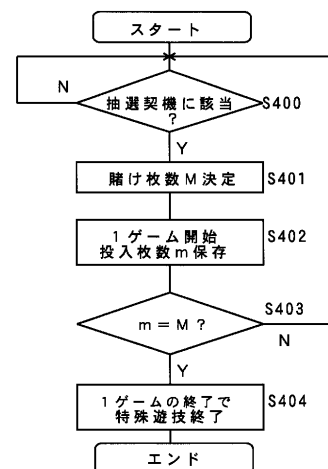 スタート
N
抽選契機に該当
?
S400
Y
賭け枚数M決定
S401
1ゲーム開始
投入枚数m保存
S402
m=M?
S403
N
Y
1ゲームの終了で
特殊遊技終了
S404
エンド